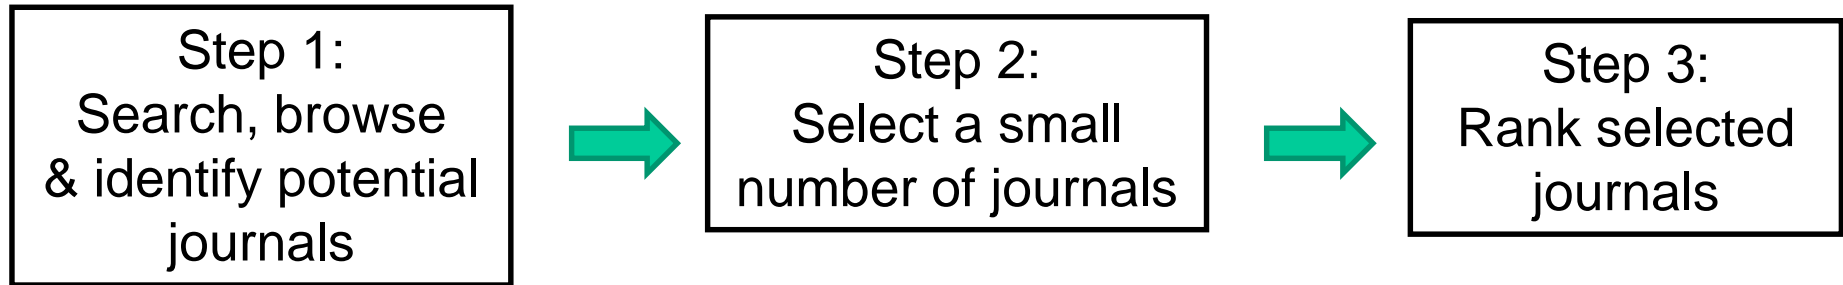 Step 1:
Search, browse
& identify potential
journals
Step 2:
Select a small
number of journals
Step 3:
Rank selected
journals